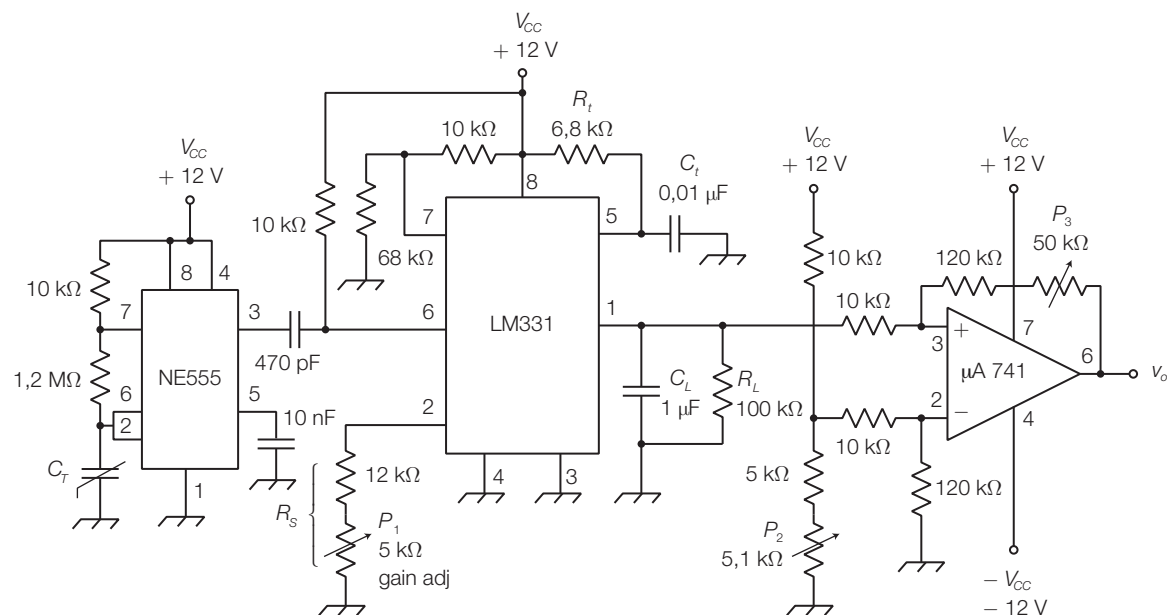 V_CC
+ 12 V
R_t
10 kΩ
6,8 kΩ
C_t
0,01 µF
V_CC
+ 12 V
8
7
5
10 kΩ
68 kΩ
8
4
10 kΩ
7
3
470 pF
6
LM331
1
1,2 MΩ
NE555
6
2
5
10 nF
C_T
1
2
C_L
1 µF
R_L
100 kΩ
12 kΩ
R_S
P_1
5 kΩ
gain adj
4
3
V_CC
+ 12 V
V_CC
+ 12 V
P_3
50 kΩ
10 kΩ
120 kΩ
10 kΩ
+
3
7
µA 741
6
v_o
2
−
4
10 kΩ
5 kΩ
120 kΩ
P_2
5,1 kΩ
− V_CC
− 12 V